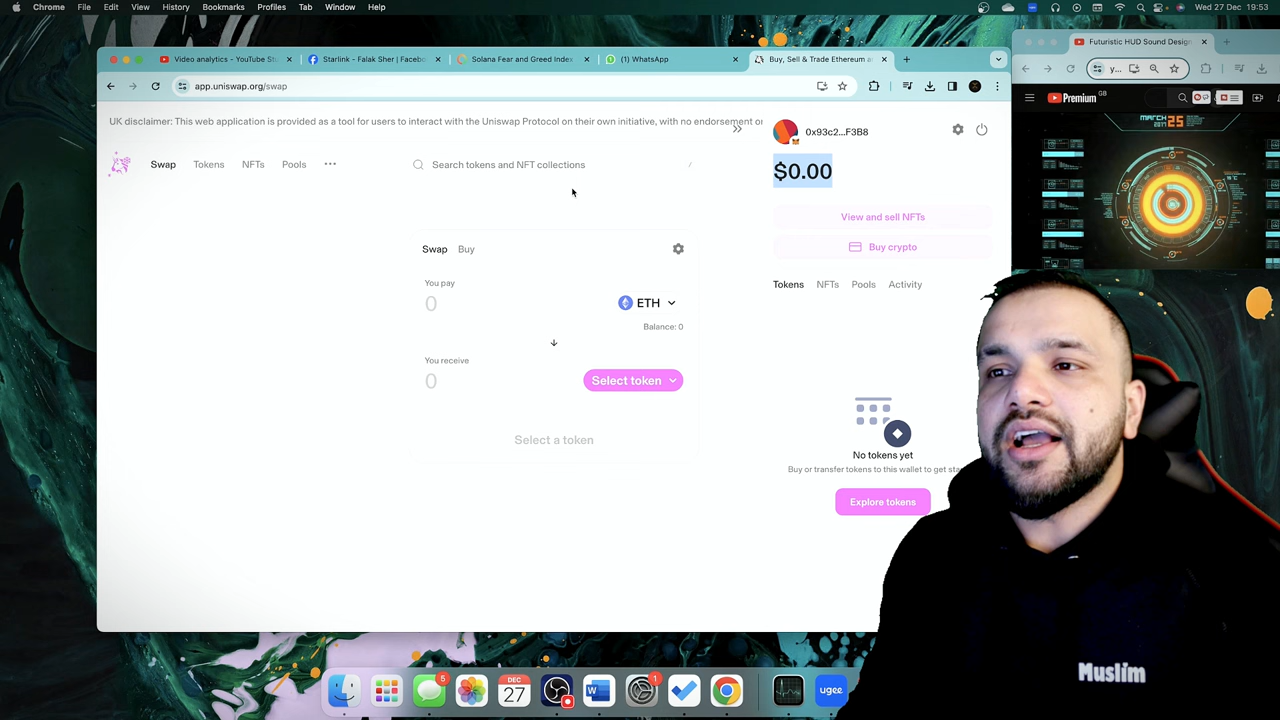 Chrome File Edit View History Bookmarks Profiles Tab Window Help
Wed 27 Dec 19:53
Video analytics - YouTube St
Starlink - Falak Sher | Faceb
Solana Fear and Greed Index
(1) WhatsApp
Buy, Sell & Trade Ethereum a
app.uniswap.org/swap
UK disclaimer: This web application is provided as a tool for users to interact with the Uniswap Protocol on their own initiative, with no endorsement or
Swap Tokens NFTs Pools
Search tokens and NFT collections /
Swap Buy
You pay
0 ETH
Balance: 0
You receive
0 Select token
Select a token
0x93c2...F3B8
$0.00
View and sell NFTs
Buy crypto
Tokens NFTs Pools Activity
No tokens yet
Buy or transfer tokens to this wallet to get sta
Explore tokens
Futuristic HUD Sound Design
y...
Premium GB
MARCH 25
2017
Muslim
5
DEC
27
W
1
ugee